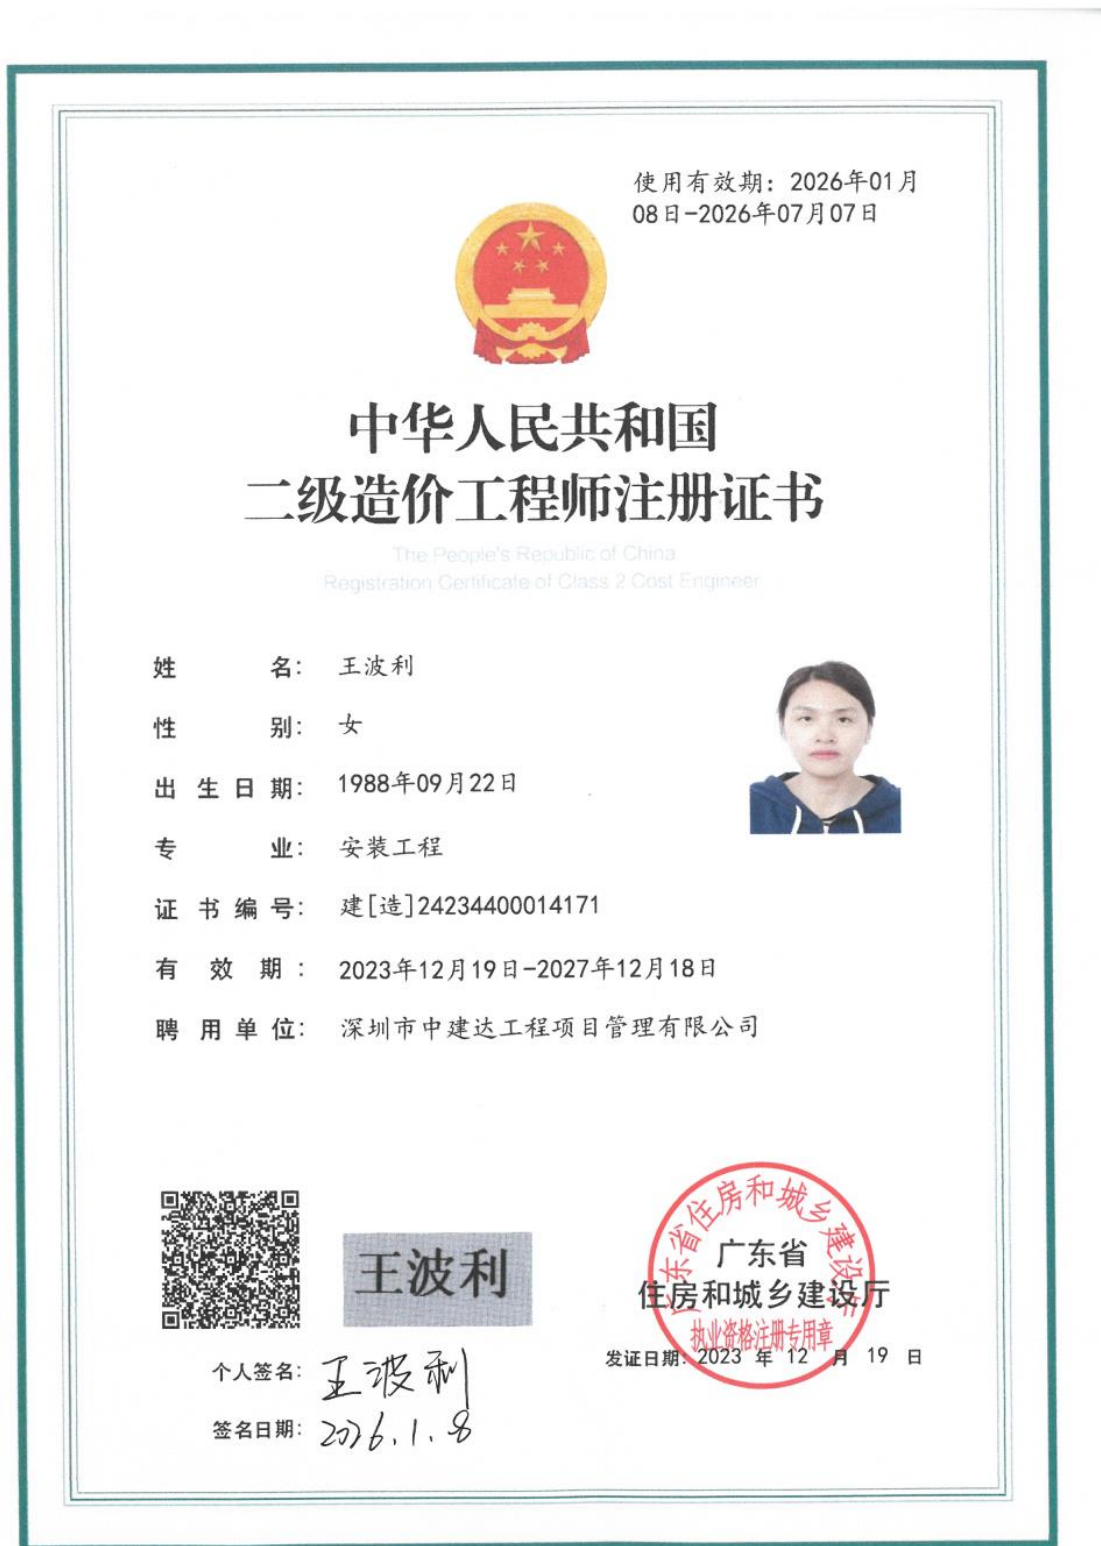 使用有效期：2026年01月
08日-2026年07月07日
中华人民共和国
二级造价工程师注册证书
The People's Republic of China
Registration Certificate of Class 2 Cost Engineer
姓名：王波利
性别：女
出生日期：1988年09月22日
专业：安装工程
证书编号：建[造]24234400014171
有效期：2023年12月19日-2027年12月18日
聘用单位：深圳市中建达工程项目管理有限公司
王波利
广东省住房和城乡建设厅
广东省
住房和城乡建设厅
执业资格注册专用章
发证日期：2023年12月19日
个人签名：王波利
签名日期：2026.1.8